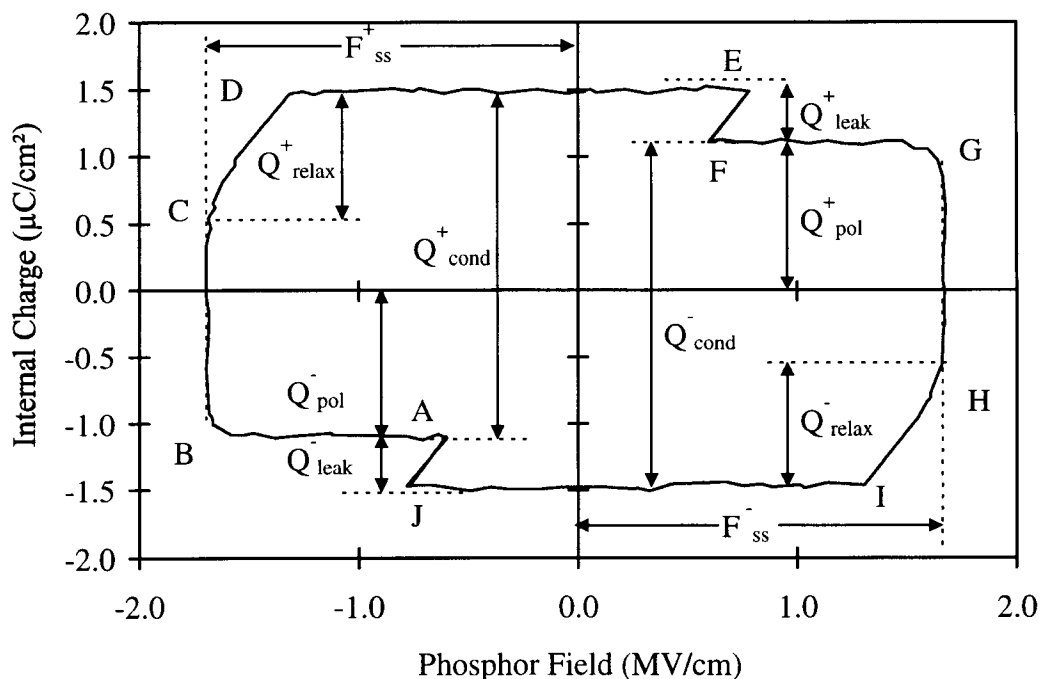 2.0
1.5
1.0
0.5
0.0
-0.5
-1.0
-1.5
-2.0
-2.0
-1.0
0.0
1.0
2.0
Internal Charge (µC/cm²)
Phosphor Field (MV/cm)
F⁺ss
D
E
Q⁺leak
Q⁺relax
C
F
G
Q⁺cond
Q⁺pol
Q⁻cond
Q⁻pol
A
H
B
Q⁻leak
Q⁻relax
J
I
F⁻ss